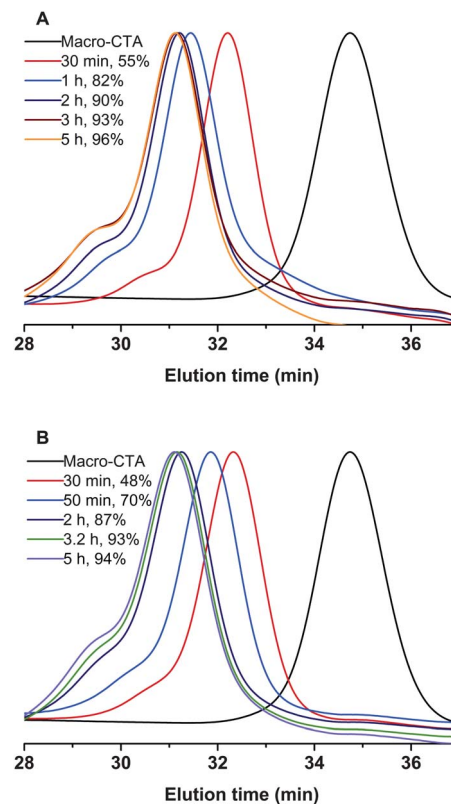 A
Macro-CTA
30 min, 55%
1 h, 82%
2 h, 90%
3 h, 93%
5 h, 96%
28 30 32 34 36
Elution time (min)
B
Macro-CTA
30 min, 48%
50 min, 70%
2 h, 87%
3.2 h, 93%
5 h, 94%
28 30 32 34 36
Elution time (min)